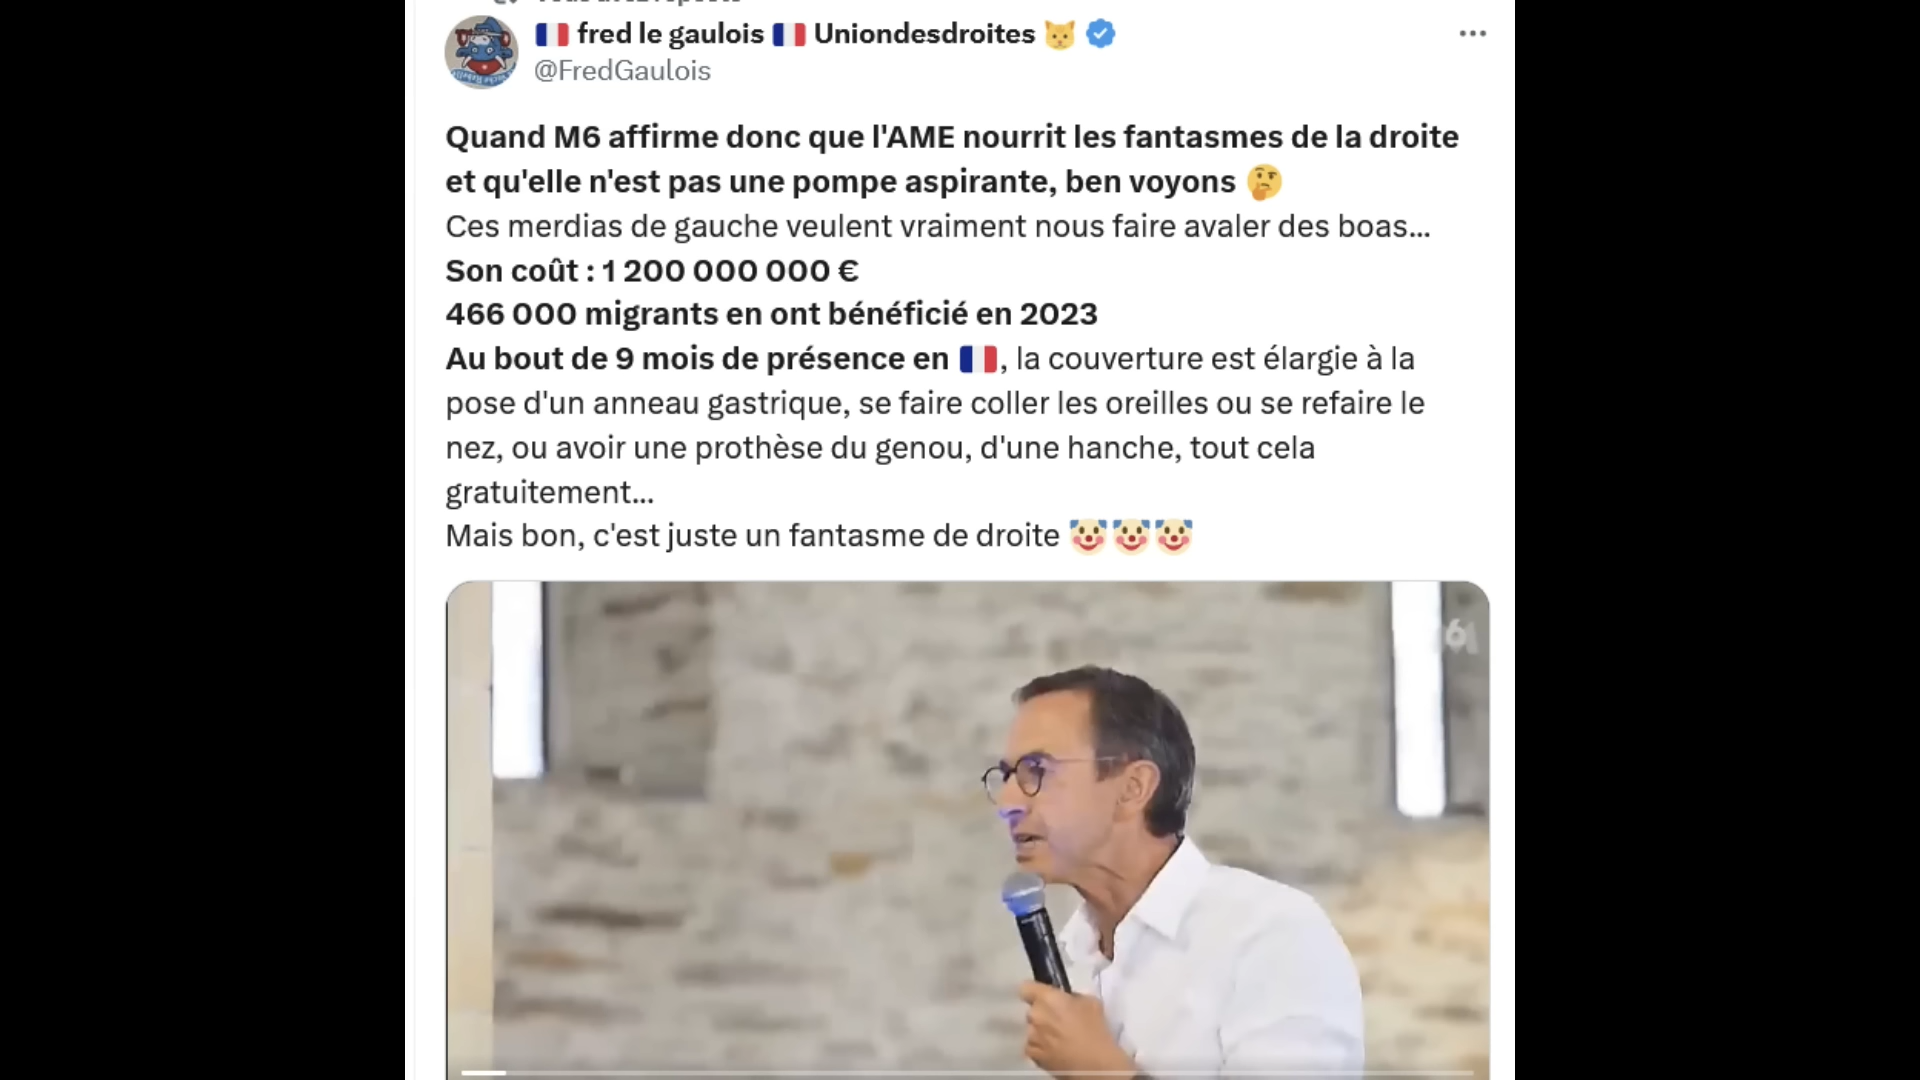 fred le gaulois Uniondesdroites
@FredGaulois
Quand M6 affirme donc que l'AME nourrit les fantasmes de la droite
et qu'elle n'est pas une pompe aspirante, ben voyons 🤔
Ces merdias de gauche veulent vraiment nous faire avaler des boas...
Son coût : 1 200 000 000 €
466 000 migrants en ont bénéficié en 2023
Au bout de 9 mois de présence en 🇫🇷, la couverture est élargie à la
pose d'un anneau gastrique, se faire coller les oreilles ou se refaire le
nez, ou avoir une prothèse du genou, d'une hanche, tout cela
gratuitement...
Mais bon, c'est juste un fantasme de droite 🤡🤡🤡